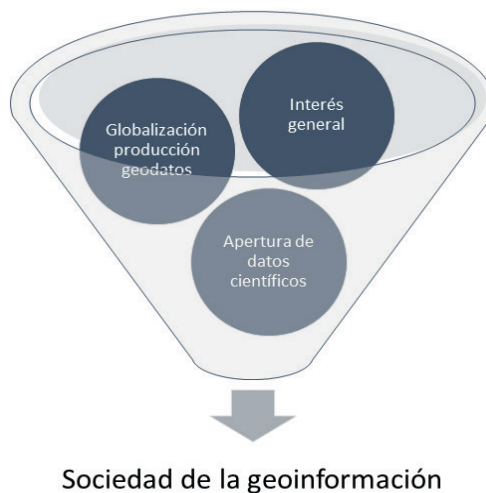 Globalización
producción
geodatos
Interés
general
Apertura de
datos
científicos
Sociedad de la geoinformación